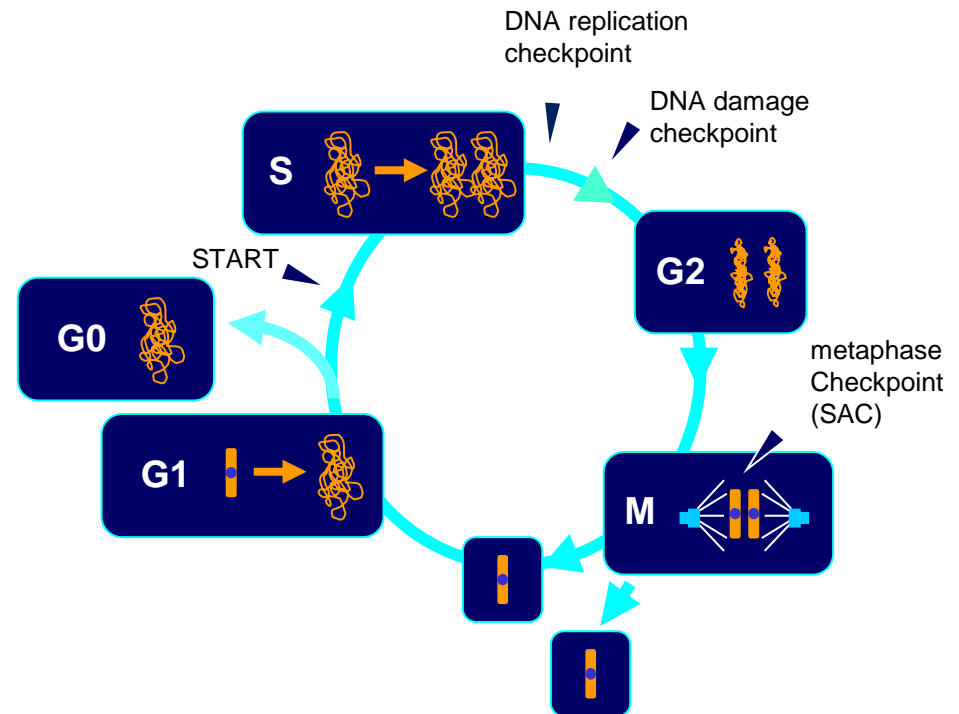 DNA replication
checkpoint
DNA damage
checkpoint
S
START
G2
G0
metaphase
Checkpoint
(SAC)
G1
M